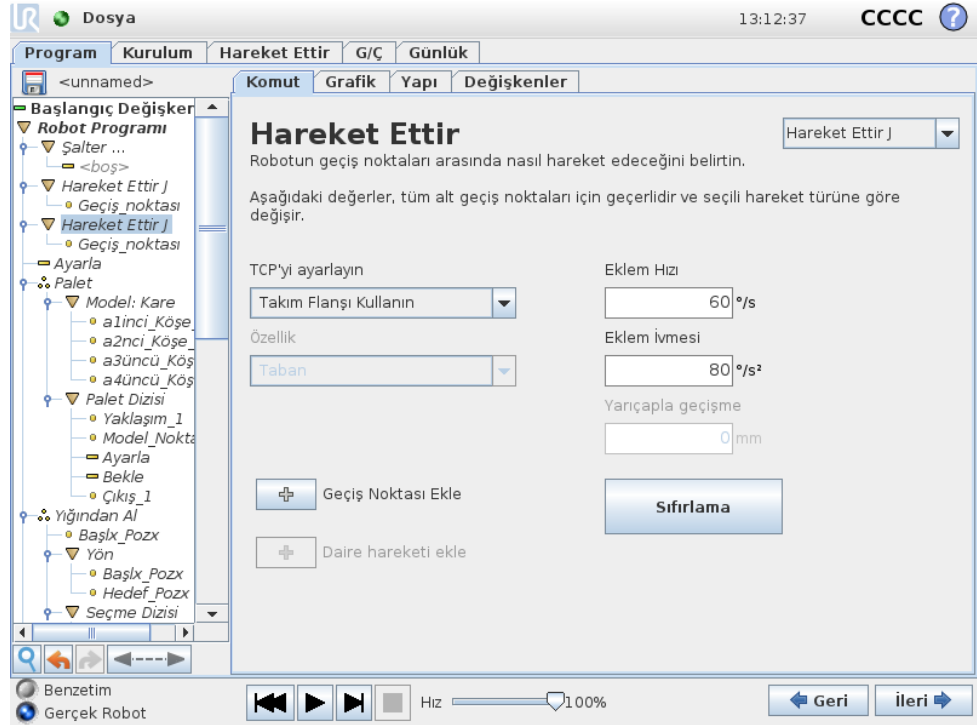 UR Dosya 13:12:37 CCCC ?
Program Kurulum Hareket Ettir G/Ç Günlük
<unnamed>
Komut Grafik Yapı Değişkenler
Başlangıç Değişker
Robot Programı
Şalter ...
<boş>
Hareket Ettir J
Geçiş_noktası
Hareket Ettir J
Geçiş_noktası
Ayarla
Palet
Model: Kare
a1inci_Köşe_
a2nci_Köşe_
a3üncü_Köş
a4üncü_Köş
Palet Dizisi
Yaklaşım_1
Model_Nokta
Ayarla
Bekle
Çıkış_1
Yığından Al
Başlx_Pozx
Yön
Başlx_Pozx
Hedef_Pozx
Seçme Dizisi
Hareket Ettir
Hareket Ettir J
Robotun geçiş noktaları arasında nasıl hareket edeceğini belirtin.
Aşağıdaki değerler, tüm alt geçiş noktaları için geçerlidir ve seçili hareket türüne göre
değişir.
TCP'yi ayarlayın
Takım Flanşı Kullanın
Özellik
Taban
Eklem Hızı
60 °/s
Eklem İvmesi
80 °/s²
Yarıçapla geçişme
0 mm
Geçiş Noktası Ekle
Sıfırlama
Daire hareketi ekle
Benzetim
Gerçek Robot
Hız 100%
Geri İleri